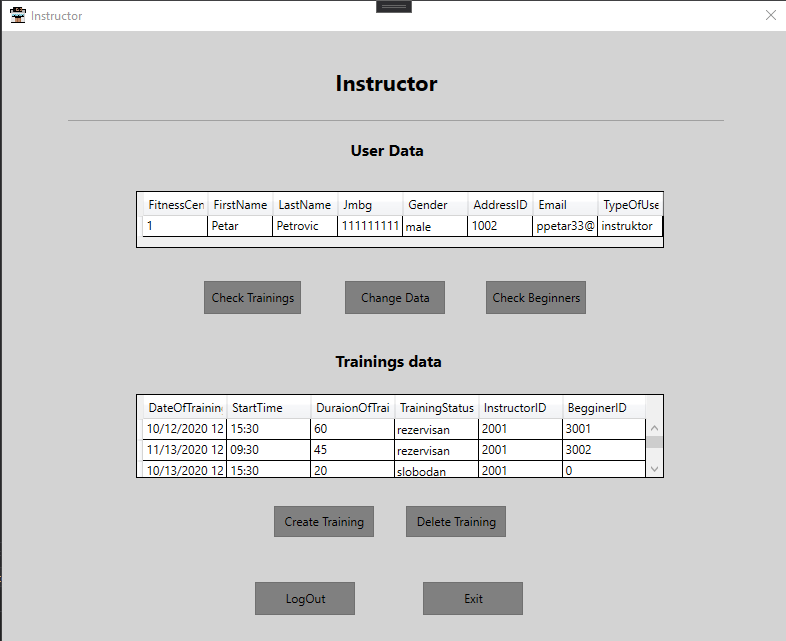 Instructor
Instructor
User Data
FitnessCen FirstName LastName Jmbg Gender AddressID Email TypeOfUse
1 Petar Petrovic 111111111 male 1002 ppetar33@ instruktor
Check Trainings Change Data Check Beginners
Trainings data
DateOfTrainin StartTime DuraionOfTrai TrainingStatus InstructorID BegginerID
10/12/2020 12 15:30 60 rezervisan 2001 3001
11/13/2020 12 09:30 45 rezervisan 2001 3002
10/13/2020 12 15:30 20 slobodan 2001 0
Create Training Delete Training
LogOut Exit